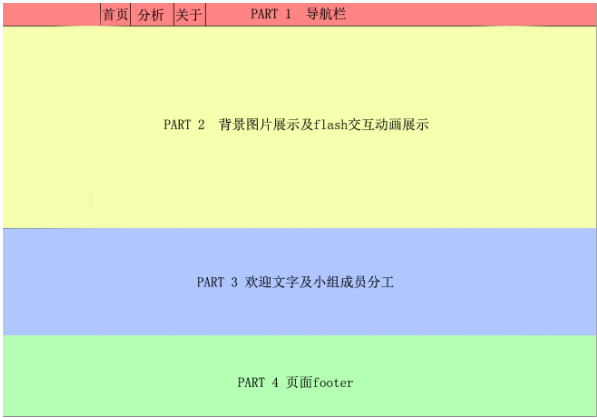 首页 分析 关于 PART 1 导航栏
PART 2 背景图片展示及flash交互动画展示
PART 3 欢迎文字及小组成员分工
PART 4 页面footer